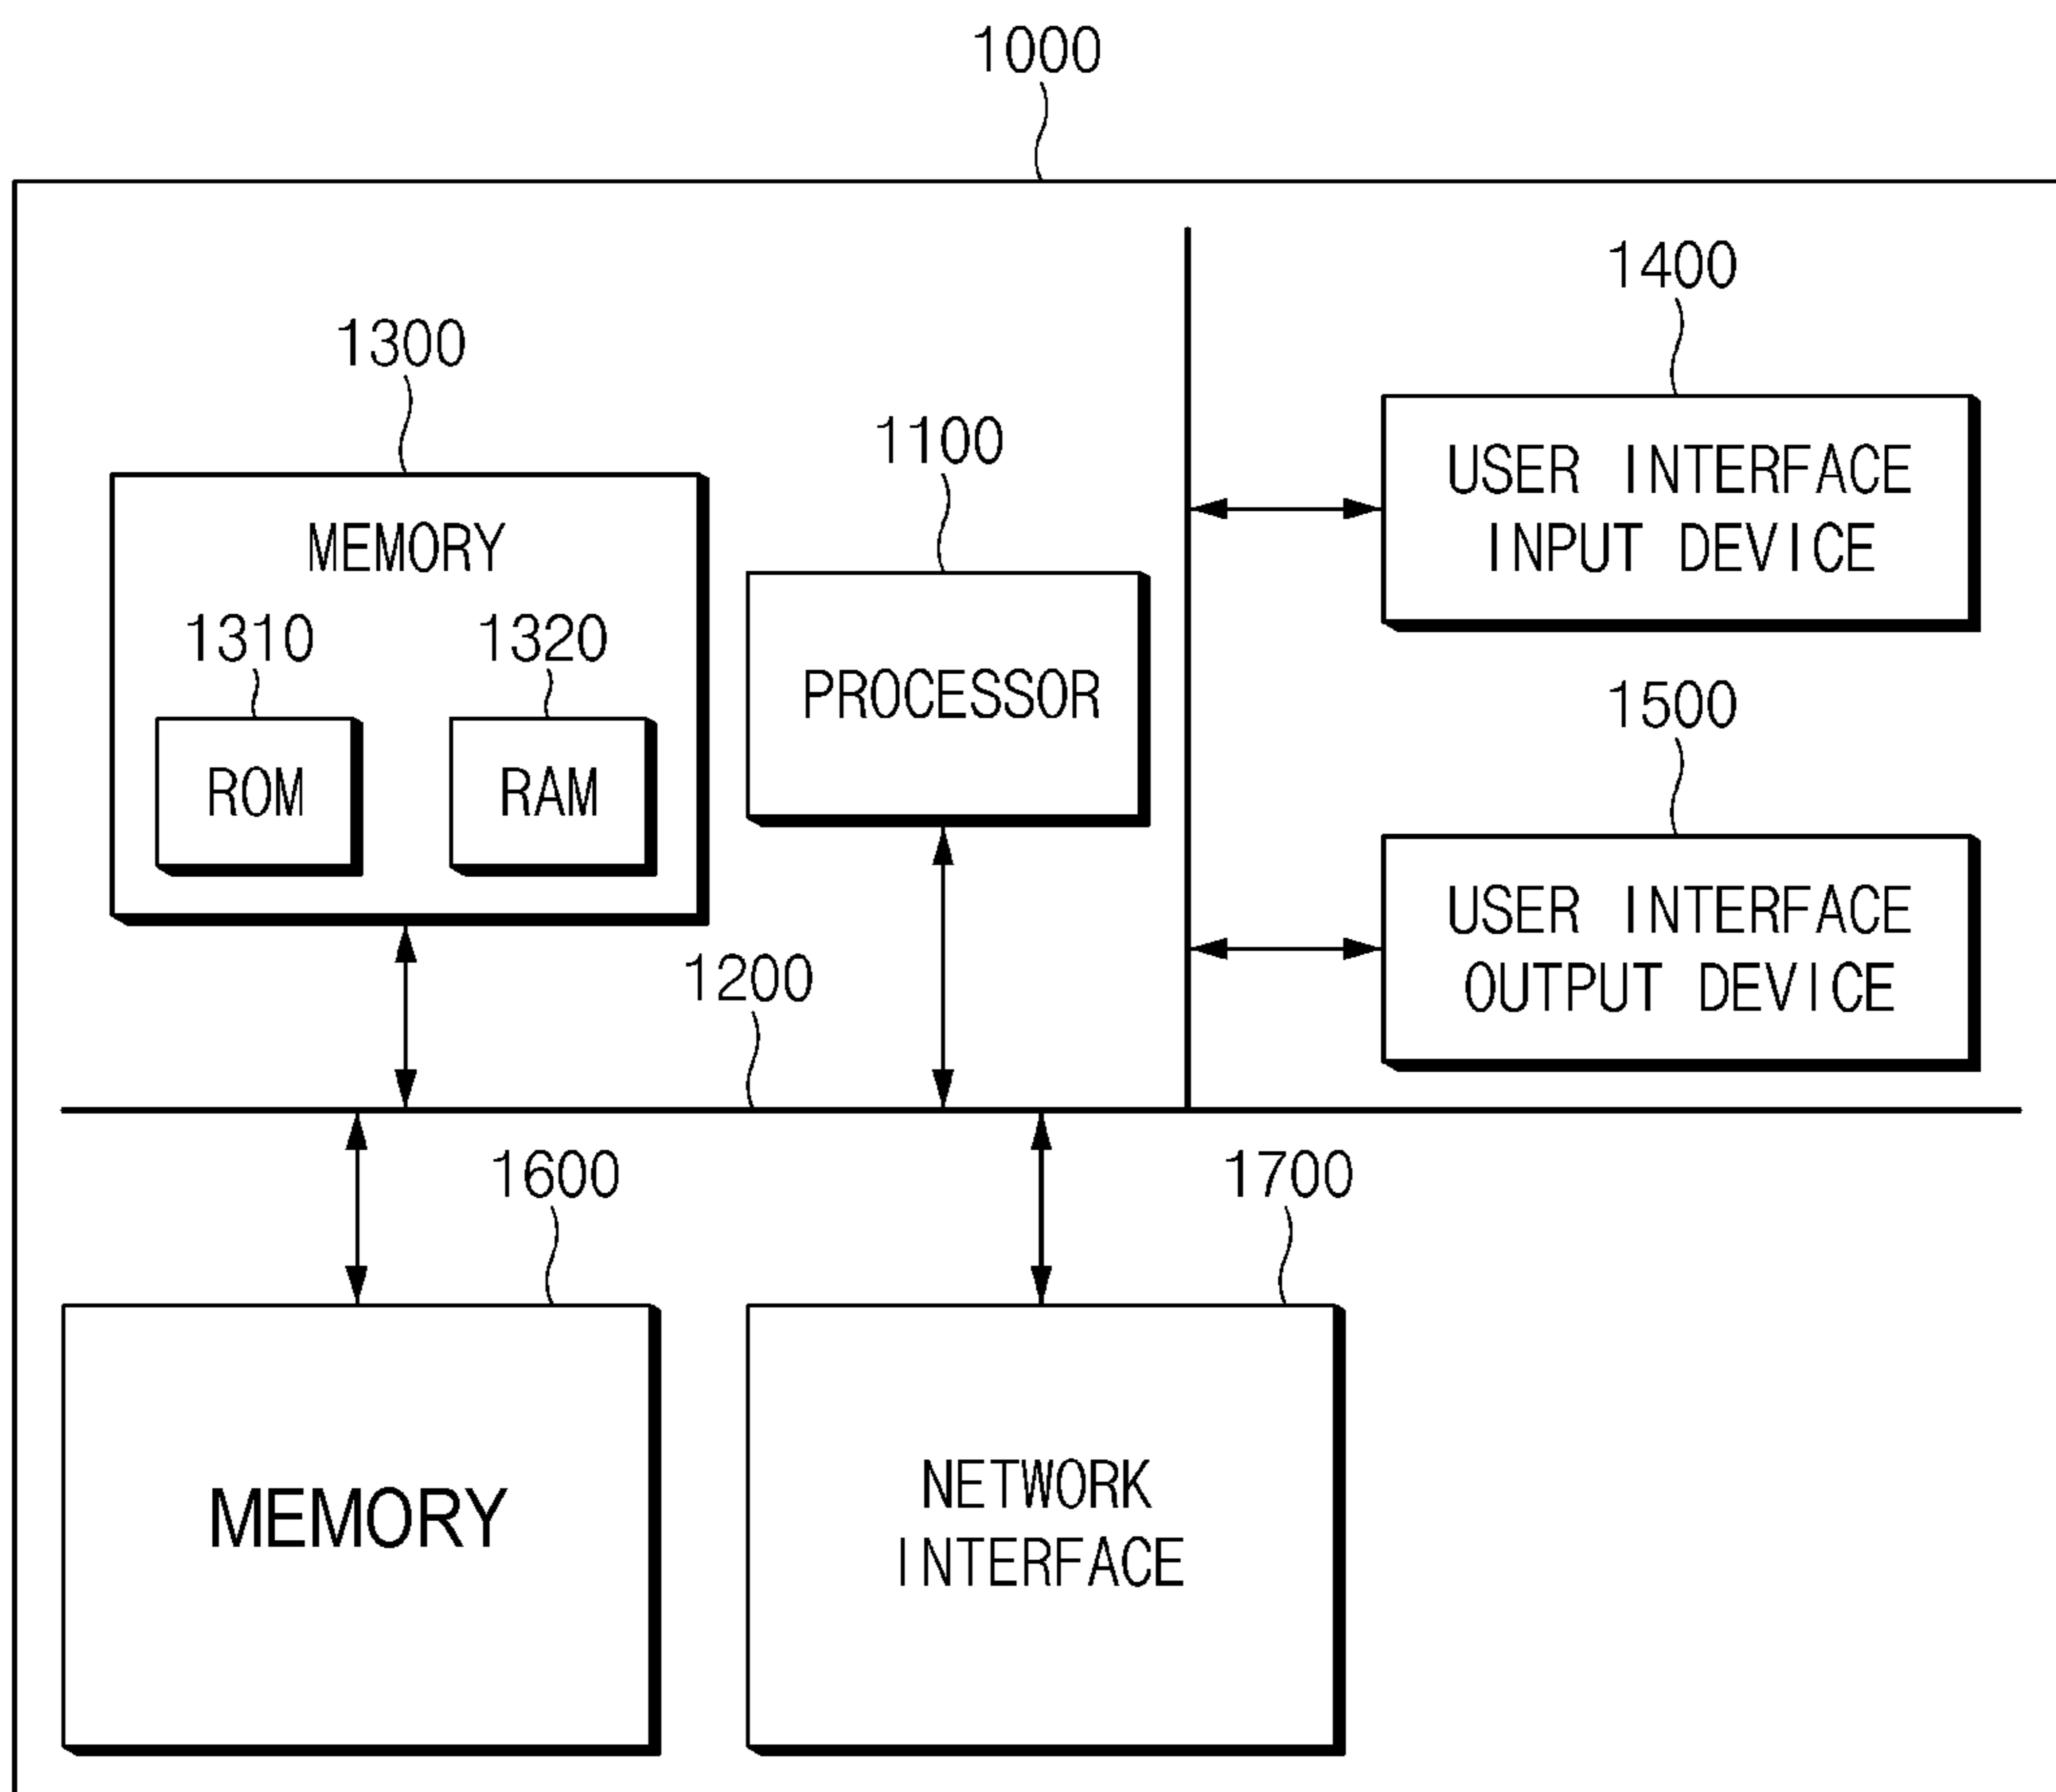 1000
1400
1300
1100
USER INTERFACE
INPUT DEVICE
MEMORY
1310
1320
PROCESSOR
1500
ROM
RAM
USER INTERFACE
OUTPUT DEVICE
1200
1600
1700
MEMORY
NETWORK
INTERFACE